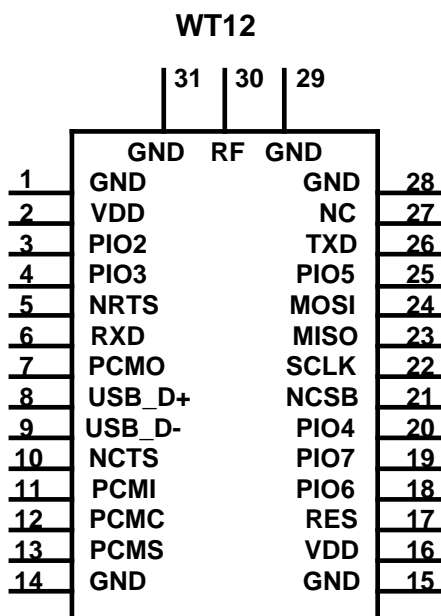 WT12
31 30 29
GND RF GND
1 GND GND 28
2 VDD NC 27
3 PIO2 TXD 26
4 PIO3 PIO5 25
5 NRTS MOSI 24
6 RXD MISO 23
7 PCMO SCLK 22
8 USB_D+ NCSB 21
9 USB_D- PIO4 20
10 NCTS PIO7 19
11 PCMI PIO6 18
12 PCMC RES 17
13 PCMS VDD 16
14 GND GND 15